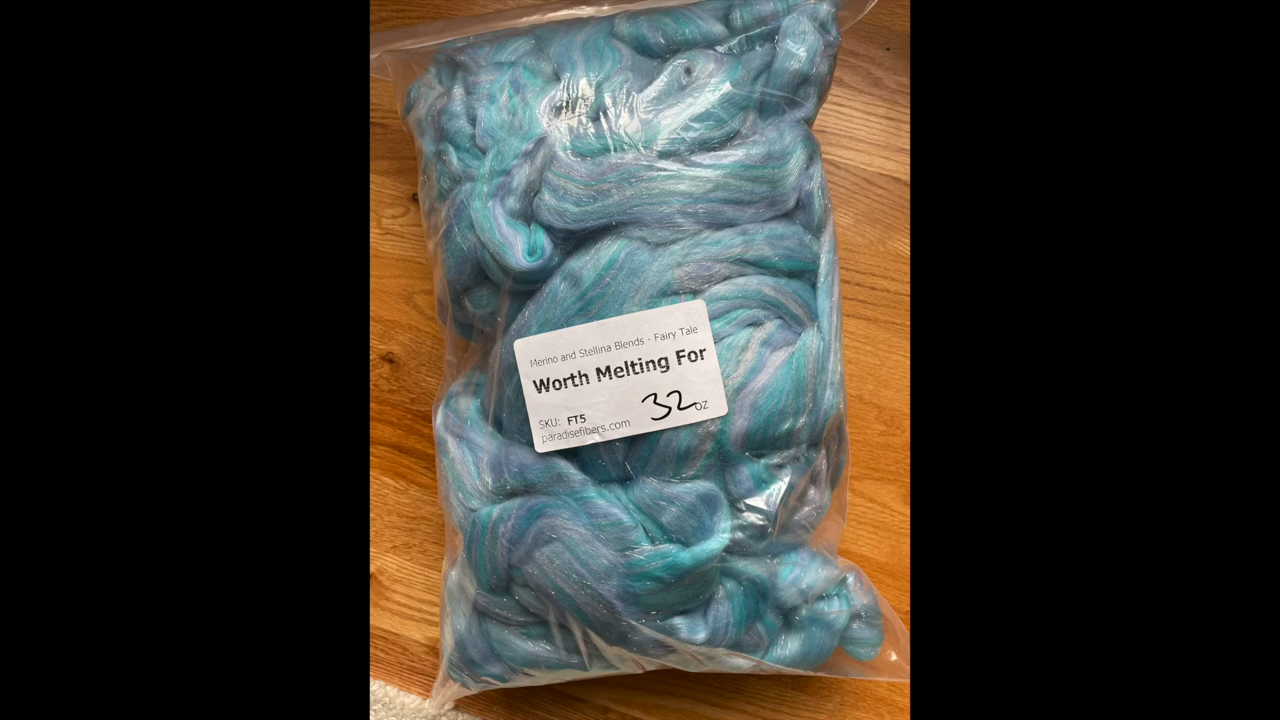 Merino and Stellina Blends - Fairy Tale
Worth Melting For
SKU: FT5
32 OZ
paradisefibers.com